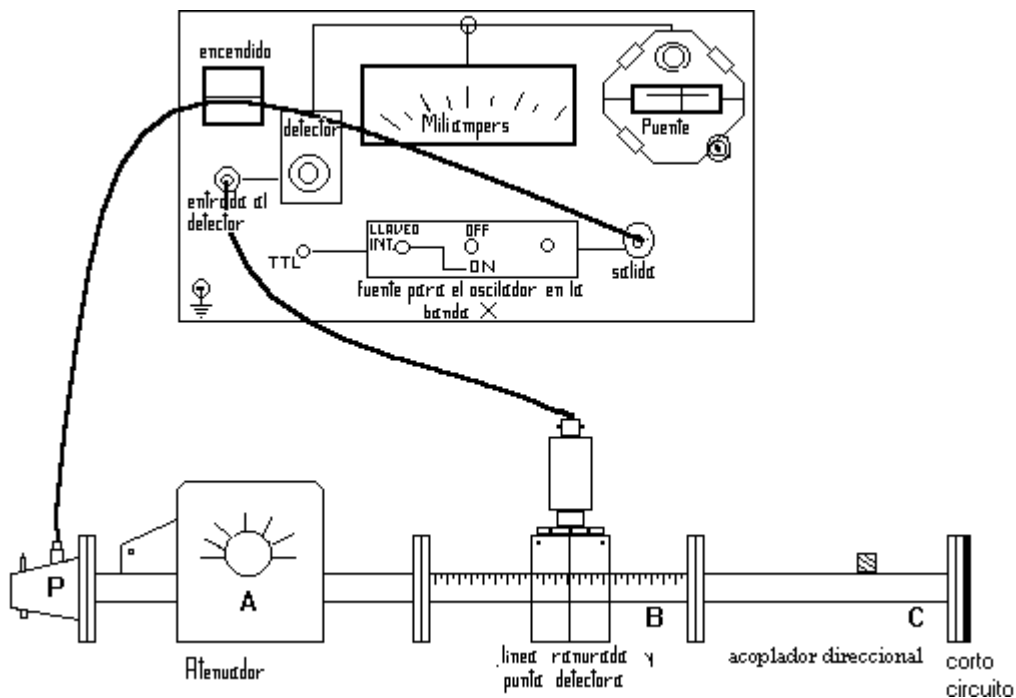 encendido
detector
Miliampers
Puente
entrada al
detector
LLAVEO
INT.
OFF
ON
TTL
salida
fuente para el oscilador en la
banda X
P
A
B
C
Atenuador
linea ranurada y
punta detectora
acoplador direccional
corto
circuito